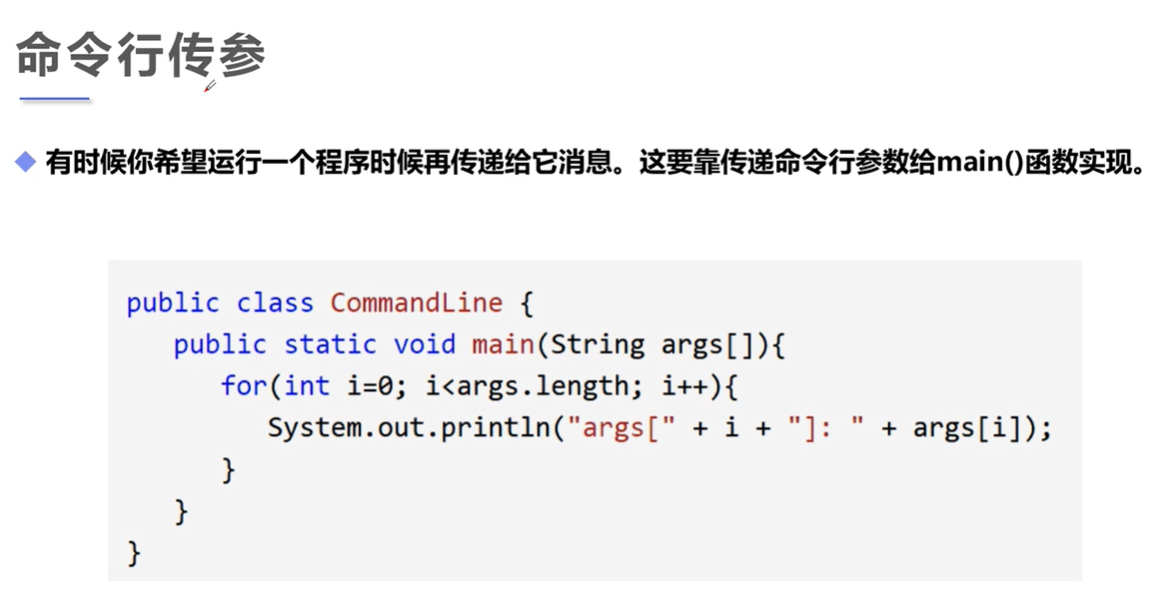 命令行传参
有时候你希望运行一个程序时候再传递给它消息。这要靠传递命令行参数给main()函数实现。
public class CommandLine {
   public static void main(String args[]){
      for(int i=0; i<args.length; i++){
         System.out.println("args[" + i + "]: " + args[i]);
      }
   }
}